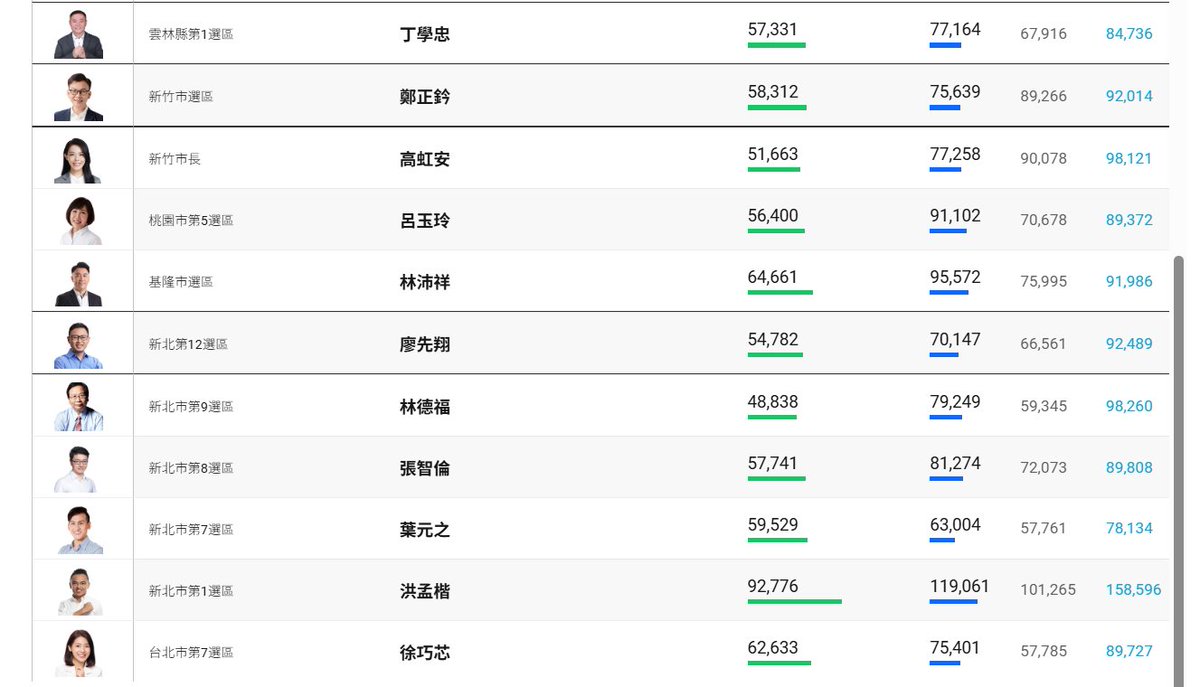 雲林縣第1選區 丁學忠 57,331 77,164 67,916 84,736
新竹市選區 鄭正鈐 58,312 75,639 89,266 92,014
新竹市長 高虹安 51,663 77,258 90,078 98,121
桃園市第5選區 呂玉玲 56,400 91,102 70,678 89,372
基隆市選區 林沛祥 64,661 95,572 75,995 91,986
新北第12選區 廖先翔 54,782 70,147 66,561 92,489
新北市第9選區 林德福 48,838 79,249 59,345 98,260
新北市第8選區 張智倫 57,741 81,274 72,073 89,808
新北市第7選區 葉元之 59,529 63,004 57,761 78,134
新北市第1選區 洪孟楷 92,776 119,061 101,265 158,596
台北市第7選區 徐巧芯 62,633 75,401 57,785 89,727